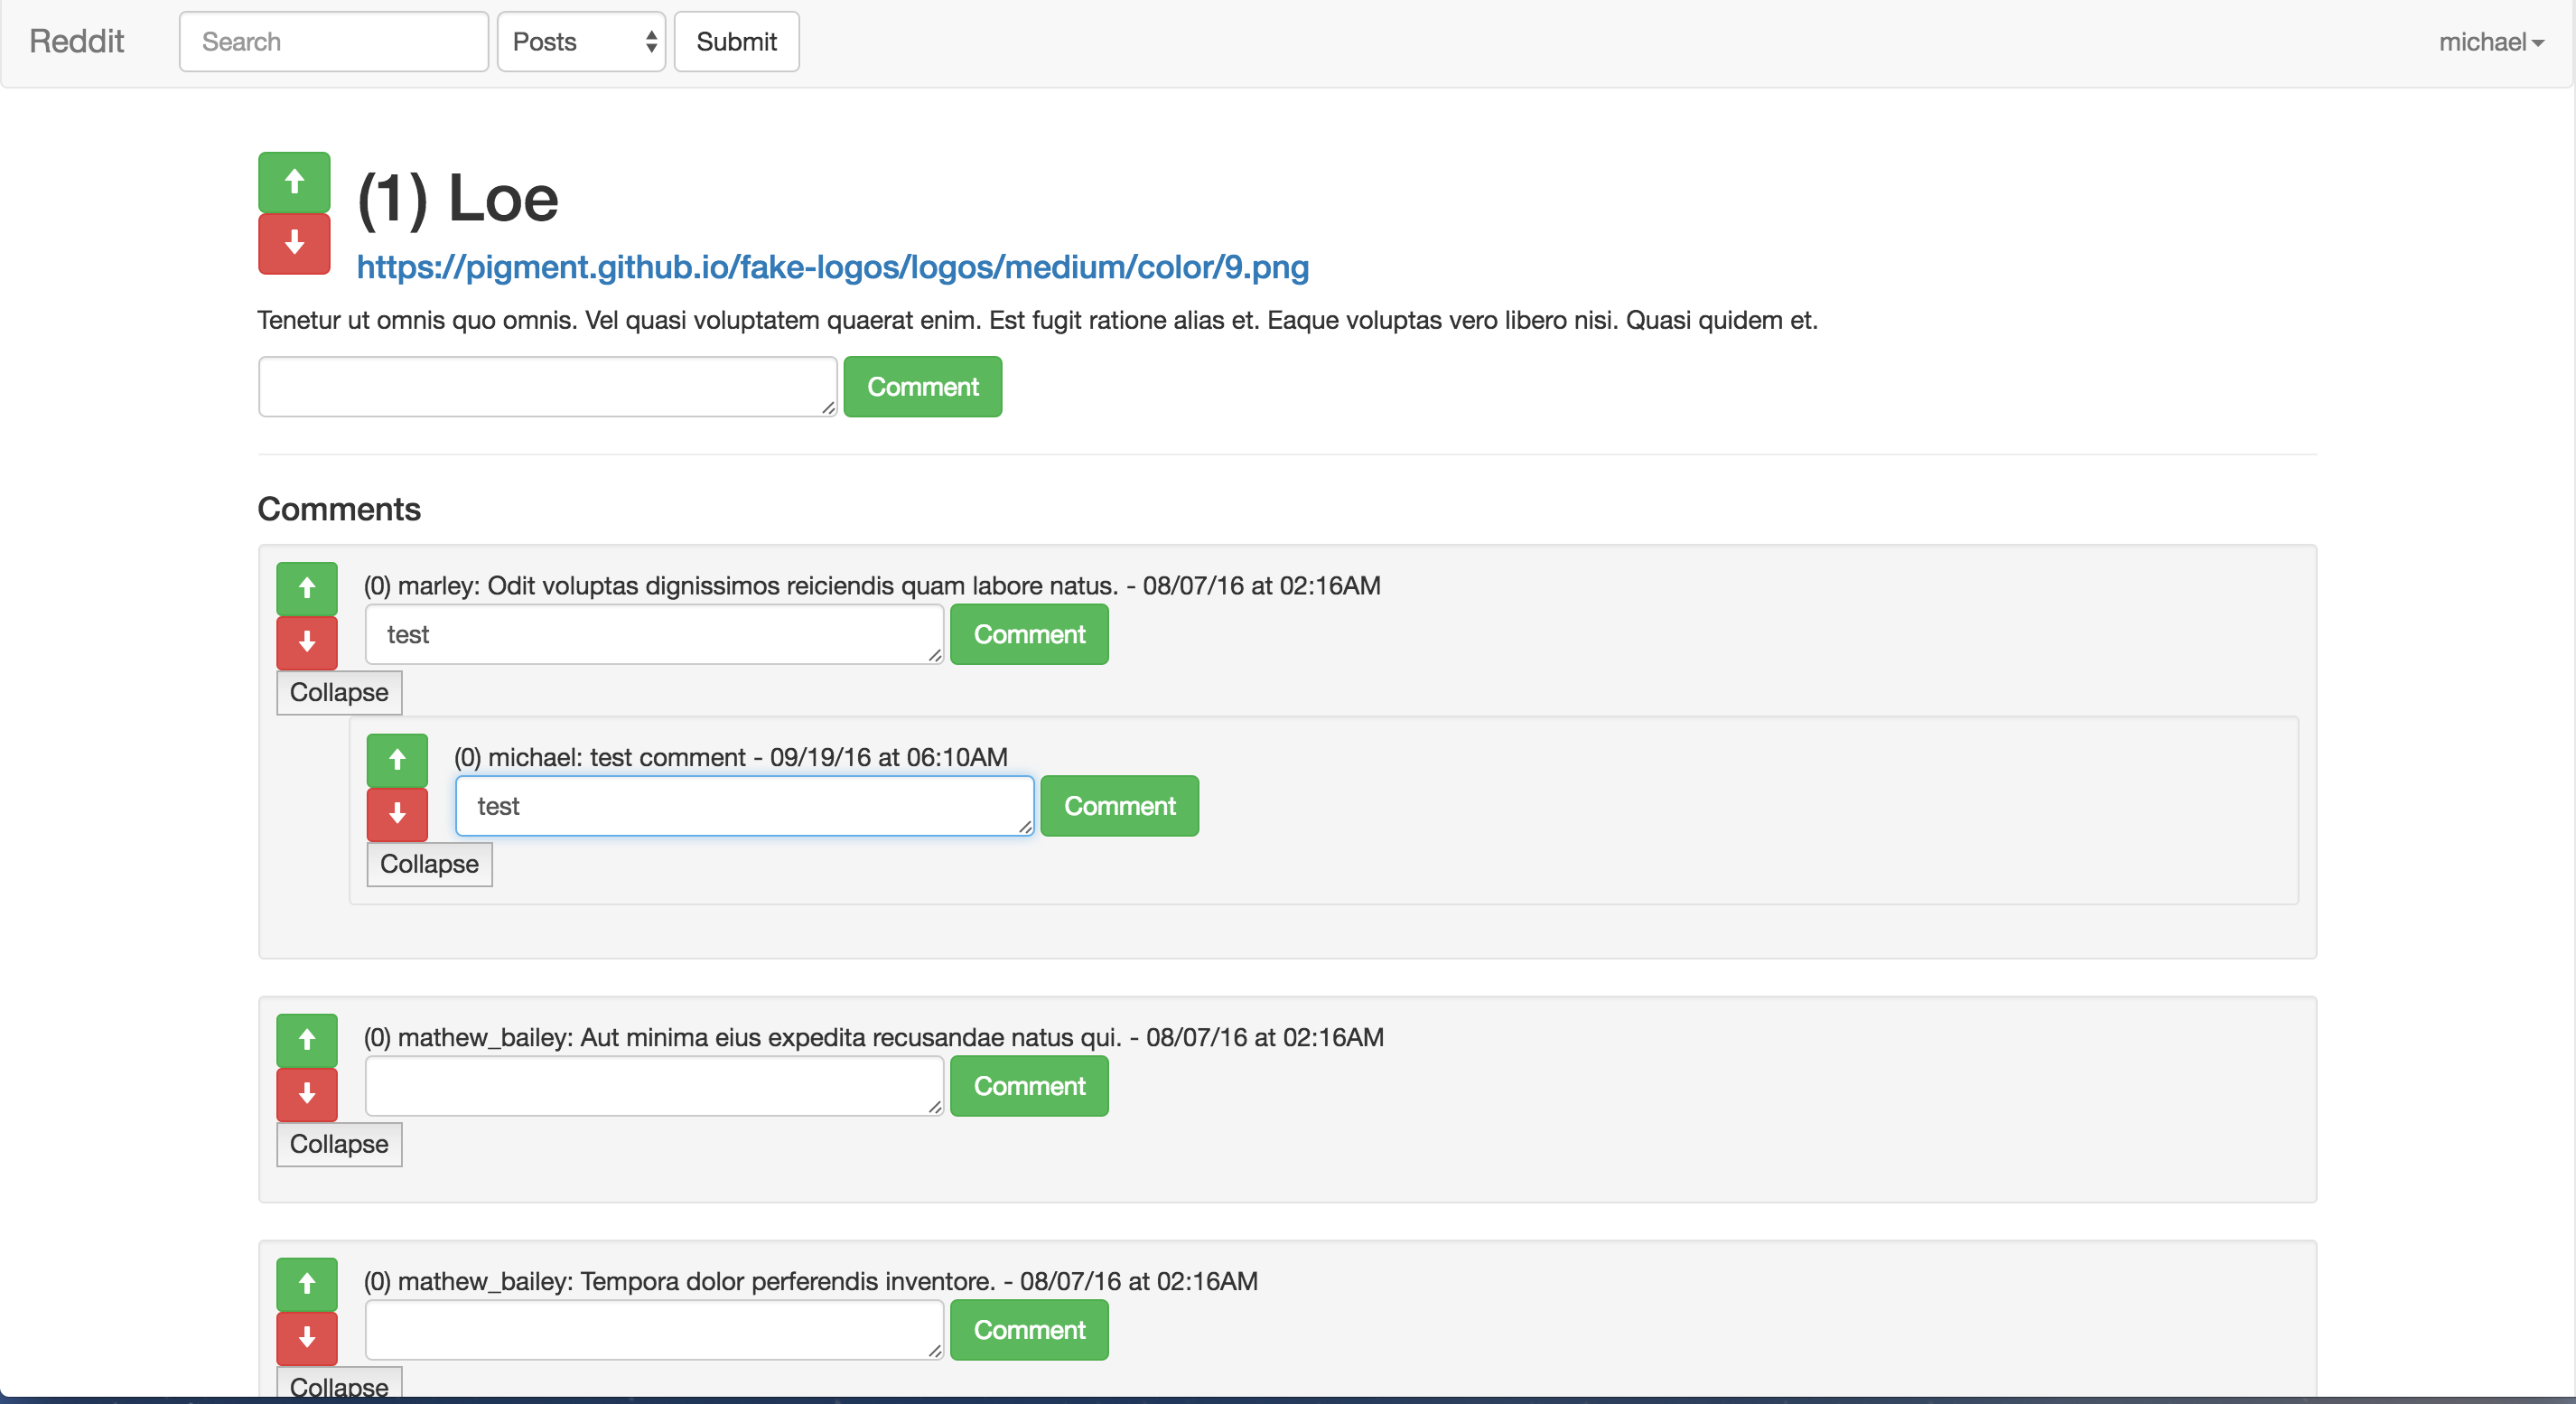 Reddit Search Posts Submit michael
(1) Loe
https://pigment.github.io/fake-logos/logos/medium/color/9.png
Tenetur ut omnis quo omnis. Vel quasi voluptatem quaerat enim. Est fugit ratione alias et. Eaque voluptas vero libero nisi. Quasi quidem et.
Comment
Comments
(0) marley: Odit voluptas dignissimos reiciendis quam labore natus. - 08/07/16 at 02:16AM
test Comment
Collapse
(0) michael: test comment - 09/19/16 at 06:10AM
test Comment
Collapse
(0) mathew_bailey: Aut minima eius expedita recusandae natus qui. - 08/07/16 at 02:16AM
Comment
Collapse
(0) mathew_bailey: Tempora dolor perferendis inventore. - 08/07/16 at 02:16AM
Comment
Collapse